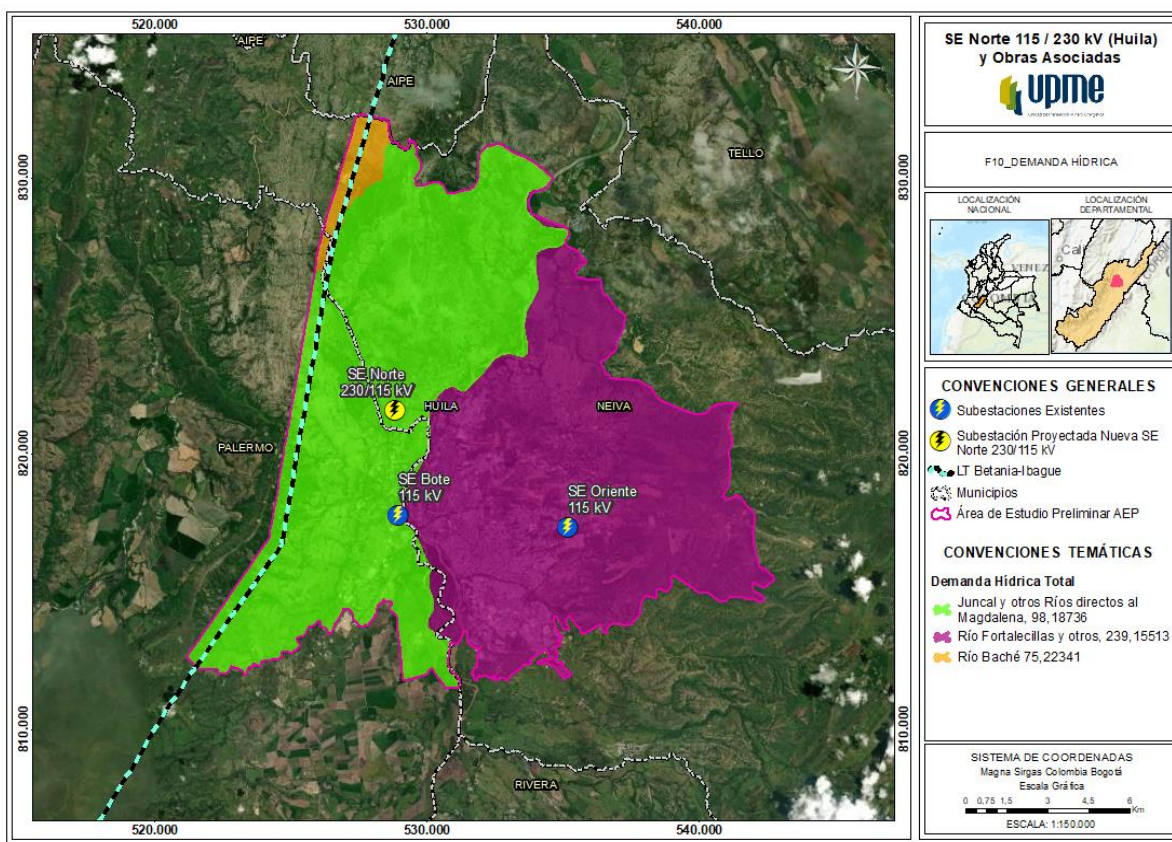 520.000
530.000
540.000
830.000
820.000
810.000
AIPE
AIPE
TELLO
SE Norte
230/115 kV
HUILA
NEIVA
PALERMO
SE Bote
115 kV
SE Oriente
115 kV
RIVERA
830.000
820.000
810.000
520.000
530.000
540.000
SE Norte 115 / 230 kV (Huila)
y Obras Asociadas
upme
F10_DEMANDA HÍDRICA
LOCALIZACIÓN
NACIONAL
LOCALIZACIÓN
DEPARTAMENTAL
VENEZ
Cali
CONVENCIONES GENERALES
Subestaciones Existentes
Subestación Proyectada Nueva SE
Norte 230/115 kV
LT Betania-Ibague
Municipios
Área de Estudio Preliminar AEP
CONVENCIONES TEMÁTICAS
Demanda Hídrica Total
Juncal y otros Ríos directos al
Magdalena, 98,18736
Río Fortalecillas y otros, 239,15513
Río Baché 75,22341
SISTEMA DE COORDENADAS
Magna Sirgas Colombia Bogotá
Escala Gráfica
0 0,75 1,5 3 4,5 6
Km
ESCALA: 1:150.000